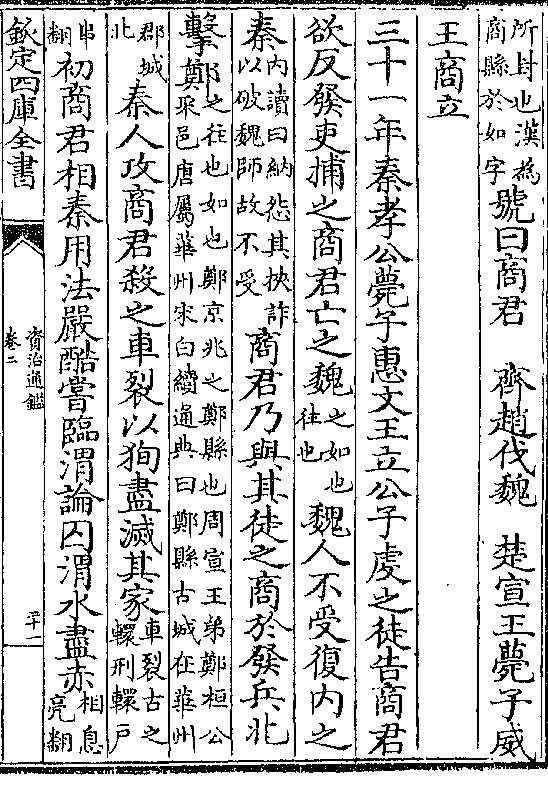 所封也漢為商縣於如字號曰商君　齊趙伐魏　楚宣王薨子威
王商立
三十一年秦孝公薨子惠文王立公子虔之徒告商君
欲反發吏捕之商君亡之魏之如也往也魏人不受復内之
秦内讀曰納怨其挾詐以破魏師故不受商君乃與其徒之商於發兵北
擊鄭之往也如也鄭京兆之鄭縣也周宣王弟鄭桓公采邑唐屬華州宋白續通典曰鄭縣古城在華州
郡城北秦人攻商君殺之車裂以狥盡滅其家車裂古之轘刑轘戶
串翻初商君相秦用法嚴酷嘗臨渭論囚渭水盡赤相息亮翻
欽定四庫全書
資治通鑑
卷二
二十一